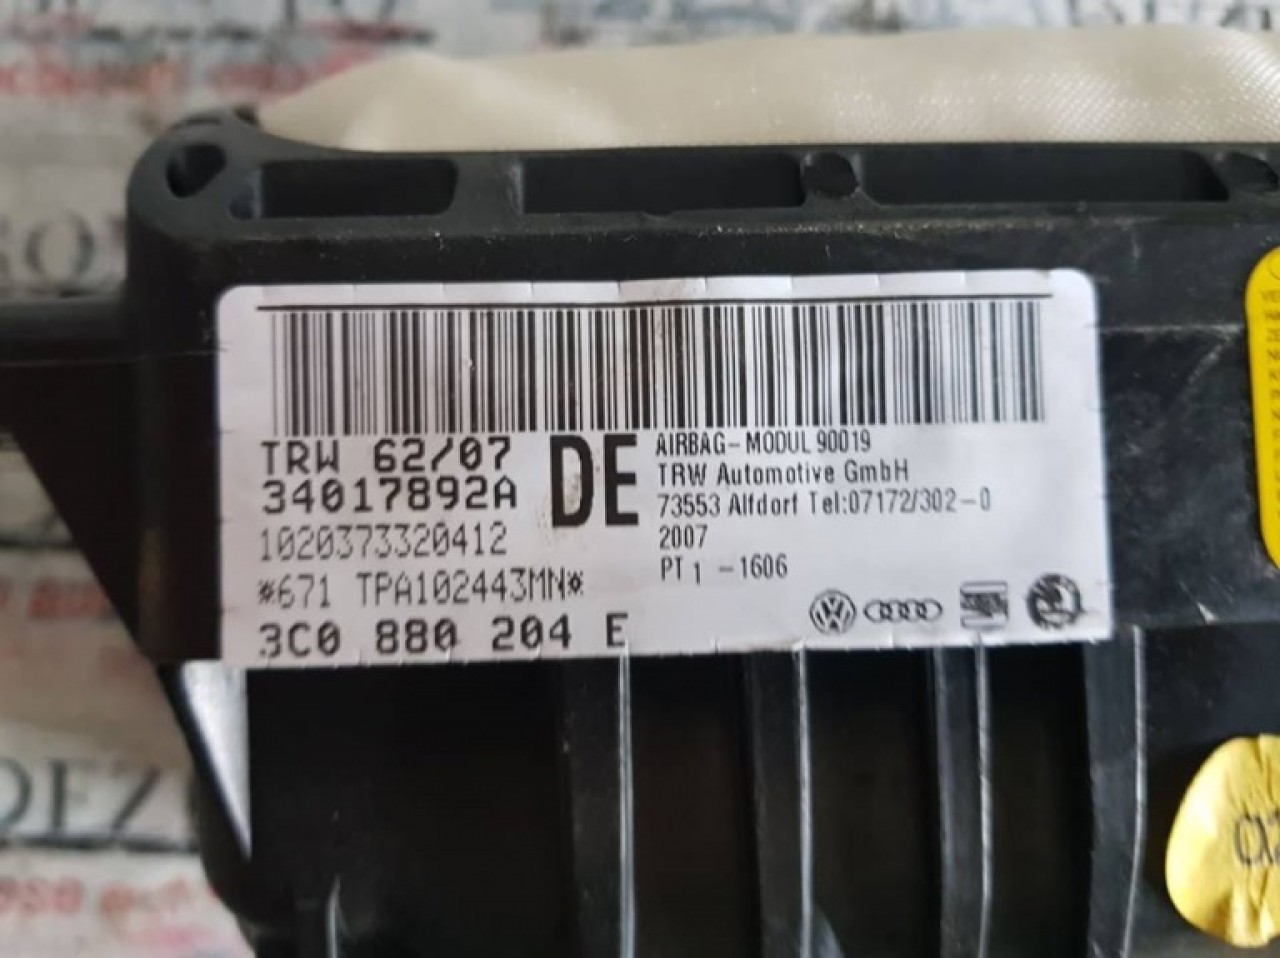 TRW 62/07
34017892A
1020373320412
*671 TPA102443MN*
3C0 880 204 E
DE
AIRBAG-MODUL 90019
TRW Automotive GmbH
73553 Alfdorf Tel:07172/302-0
2007
PT 1 -1606